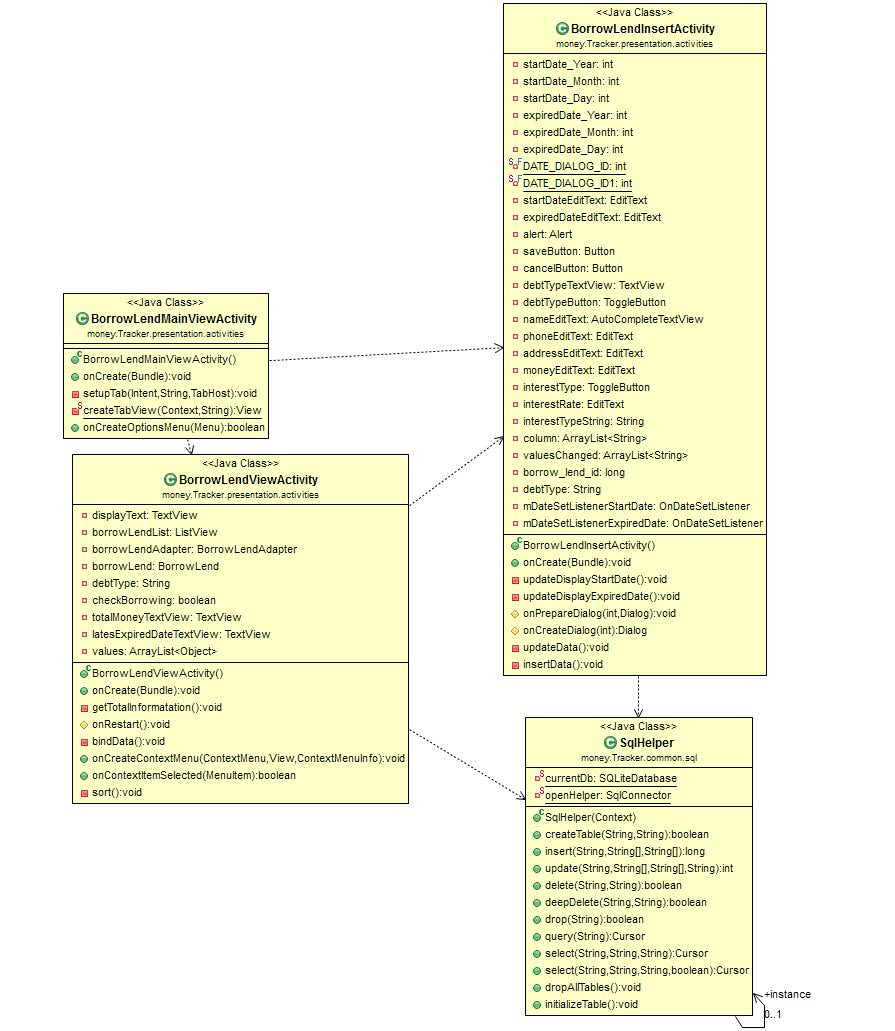 <<Java Class>>
BorrowLendInsertActivity
money.Tracker.presentation.activities
startDate_Year: int
startDate_Month: int
startDate_Day: int
expiredDate_Year: int
expiredDate_Month: int
expiredDate_Day: int
S F DATE_DIALOG_ID: int
S F DATE_DIALOG_ID1: int
startDateEditText: EditText
expiredDateEditText: EditText
alert: Alert
saveButton: Button
cancelButton: Button
debtTypeTextView: TextView
debtTypeButton: ToggleButton
nameEditText: AutoCompleteTextView
phoneEditText: EditText
addressEditText: EditText
moneyEditText: EditText
interestType: ToggleButton
interestRate: EditText
interestTypeString: String
column: ArrayList<String>
valuesChanged: ArrayList<String>
borrow_lend_id: long
debtType: String
mDateSetListenerStartDate: OnDateSetListener
mDateSetListenerExpiredDate: OnDateSetListener
C BorrowLendInsertActivity()
onCreate(Bundle):void
updateDisplayStartDate():void
updateDisplayExpiredDate():void
onPrepareDialog(int,Dialog):void
onCreateDialog(int):Dialog
updateData():void
insertData():void
<<Java Class>>
BorrowLendMainViewActivity
money.Tracker.presentation.activities
C BorrowLendMainViewActivity()
onCreate(Bundle):void
setupTab(Intent,String,TabHost):void
S createTabView(Context,String):View
onCreateOptionsMenu(Menu):boolean
<<Java Class>>
BorrowLendViewActivity
money.Tracker.presentation.activities
displayText: TextView
borrowLendList: ListView
borrowLendAdapter: BorrowLendAdapter
borrowLend: BorrowLend
debtType: String
checkBorrowing: boolean
totalMoneyTextView: TextView
latesExpiredDateTextView: TextView
values: ArrayList<Object>
C BorrowLendViewActivity()
onCreate(Bundle):void
getTotalInformatation():void
onRestart():void
bindData():void
onCreateContextMenu(ContextMenu,View,ContextMenuInfo):void
onContextItemSelected(MenuItem):boolean
sort():void
<<Java Class>>
SqlHelper
money.Tracker.common.sql
S currentDb: SQLiteDatabase
S openHelper: SqlConnector
C SqlHelper(Context)
createTable(String,String):boolean
insert(String,String[],String[]):long
update(String,String[],String[],String):int
delete(String,String):boolean
deepDelete(String,String):boolean
drop(String):boolean
query(String):Cursor
select(String,String,String):Cursor
select(String,String,String,boolean):Cursor
dropAllTables():void
initializeTable():void
+instance
0..1